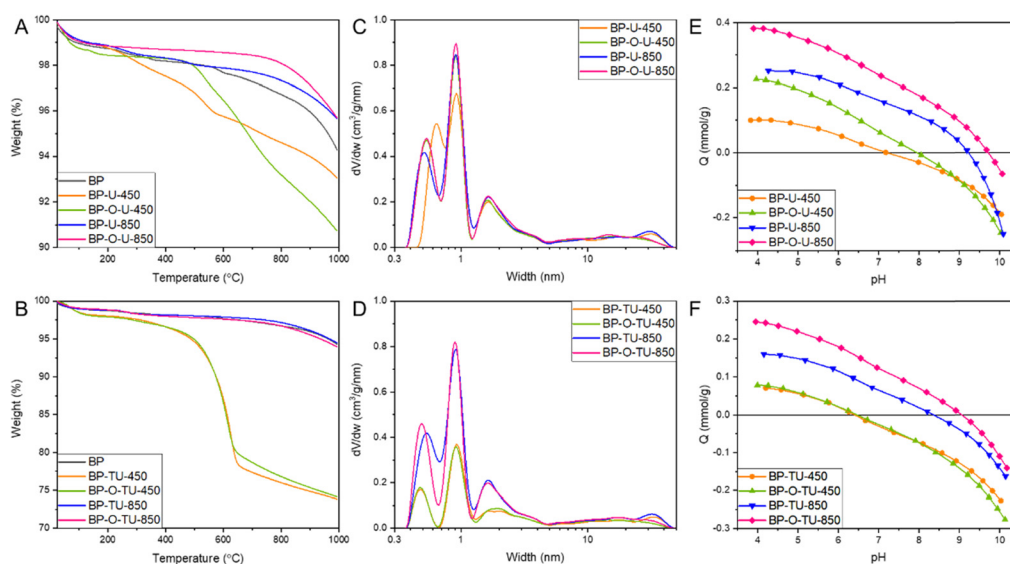 A
100
98
96
94
92
90
Weight (%)
BP
BP-U-450
BP-O-U-450
BP-U-850
BP-O-U-850
200 400 600 800 1000
Temperature (°C)
C
1.0
0.8
0.6
0.4
0.2
0.0
dV/dw (cm³/g/nm)
BP-U-450
BP-O-U-450
BP-U-850
BP-O-U-850
0.3 1 10
Width (nm)
E
0.4
0.2
0.0
-0.2
Q (mmol/g)
BP-U-450
BP-O-U-450
BP-U-850
BP-O-U-850
4 5 6 7 8 9 10
pH
B
100
95
90
85
80
75
70
Weight (%)
BP
BP-TU-450
BP-O-TU-450
BP-TU-850
BP-O-TU-850
200 400 600 800 1000
Temperature (°C)
D
1.0
0.8
0.6
0.4
0.2
0.0
dV/dw (cm³/g/nm)
BP-TU-450
BP-O-TU-450
BP-TU-850
BP-O-TU-850
0.3 1 10
Width (nm)
F
0.3
0.2
0.1
0.0
-0.1
-0.2
-0.3
Q (mmol/g)
BP-TU-450
BP-O-TU-450
BP-TU-850
BP-O-TU-850
4 5 6 7 8 9 10
pH